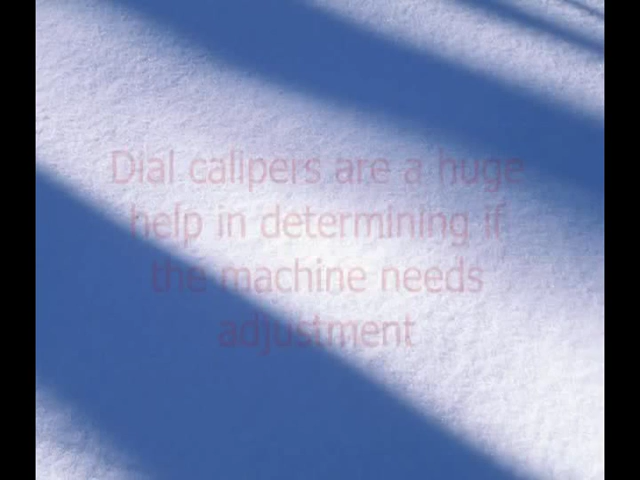 Dial calipers are a huge
help in determining if
the machine needs
adjustment